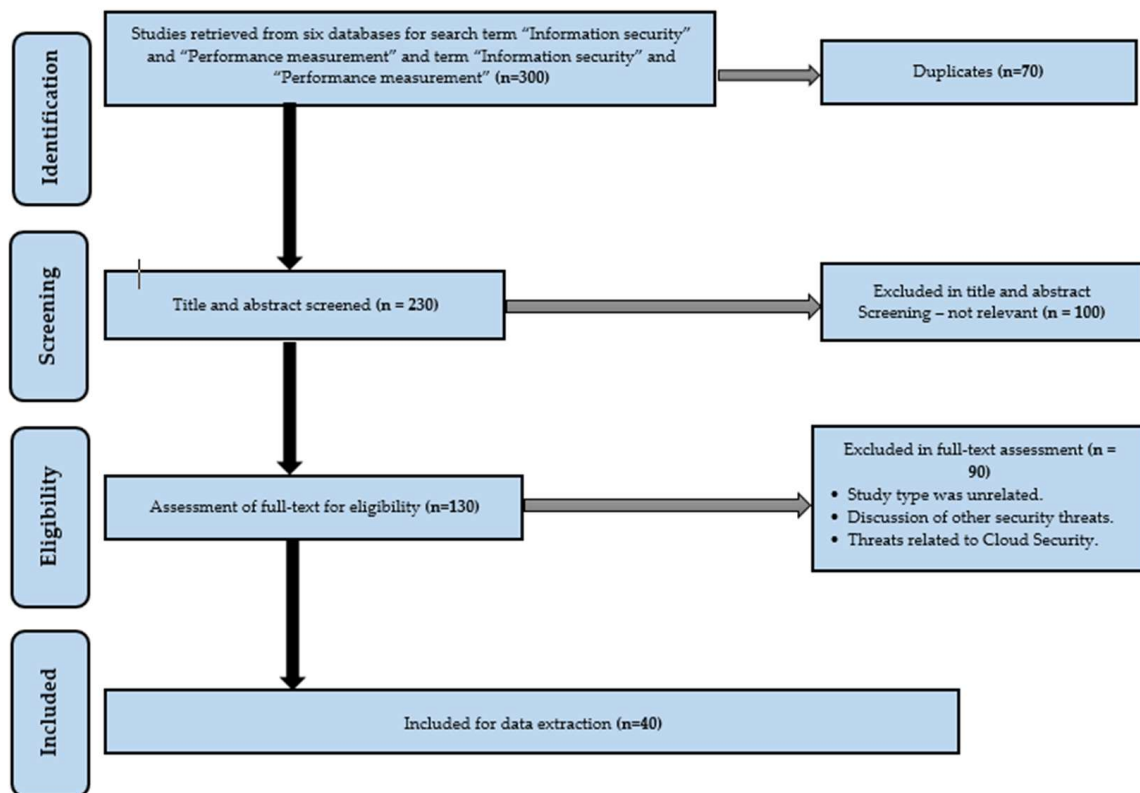 Identification
Studies retrieved from six databases for search term “Information security”
and “Performance measurement” and term “Information security” and
“Performance measurement” (n=300)
Duplicates (n=70)
Screening
Title and abstract screened (n = 230)
Excluded in title and abstract
Screening – not relevant (n = 100)
Eligibility
Assessment of full-text for eligibility (n=130)
Excluded in full-text assessment (n =
90)
• Study type was unrelated.
• Discussion of other security threats.
• Threats related to Cloud Security.
Included
Included for data extraction (n=40)